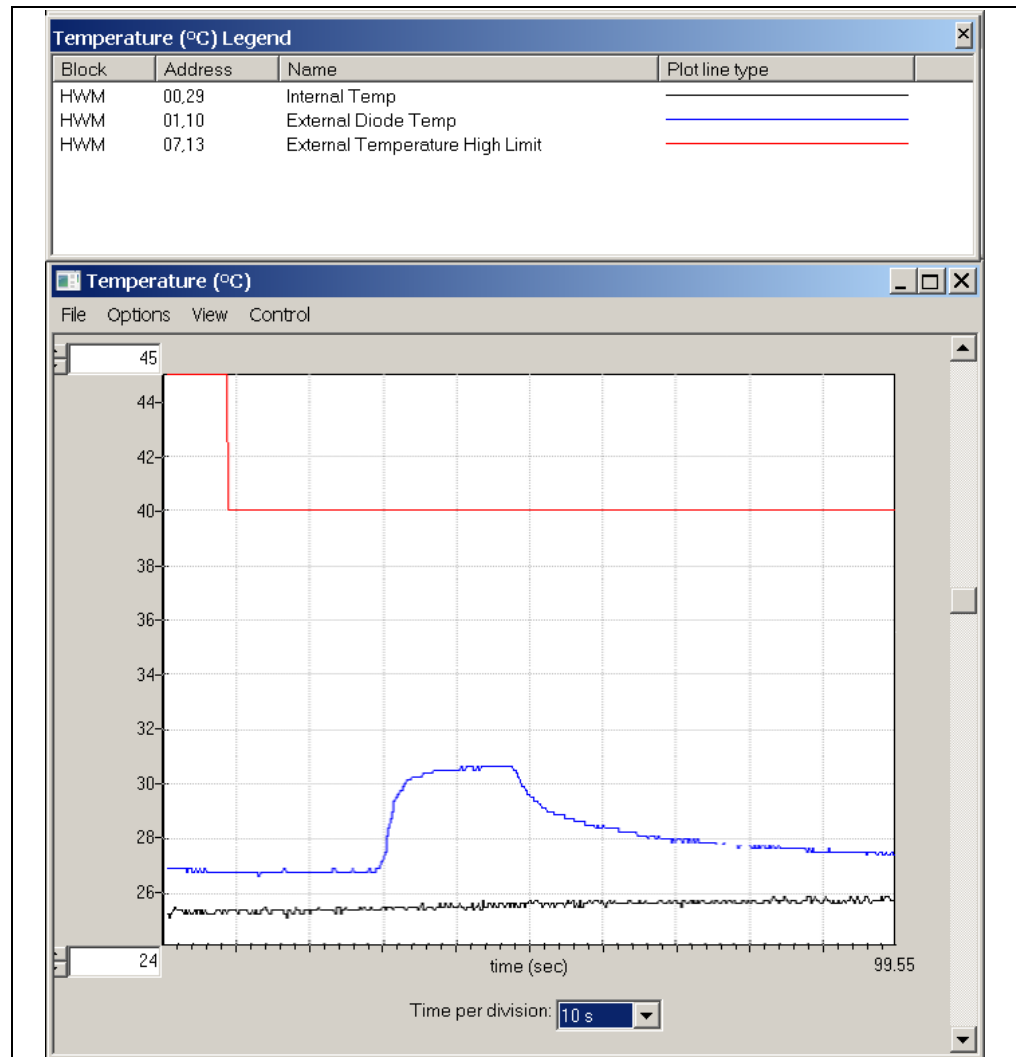 Temperature (°C) Legend
Block Address Name Plot line type
HWM 00,29 Internal Temp
HWM 01,10 External Diode Temp
HWM 07,13 External Temperature High Limit
Temperature (°C)
File Options View Control
45
44
42
40
38
36
34
32
30
28
26
24
time (sec) 99.55
Time per division: 10 s